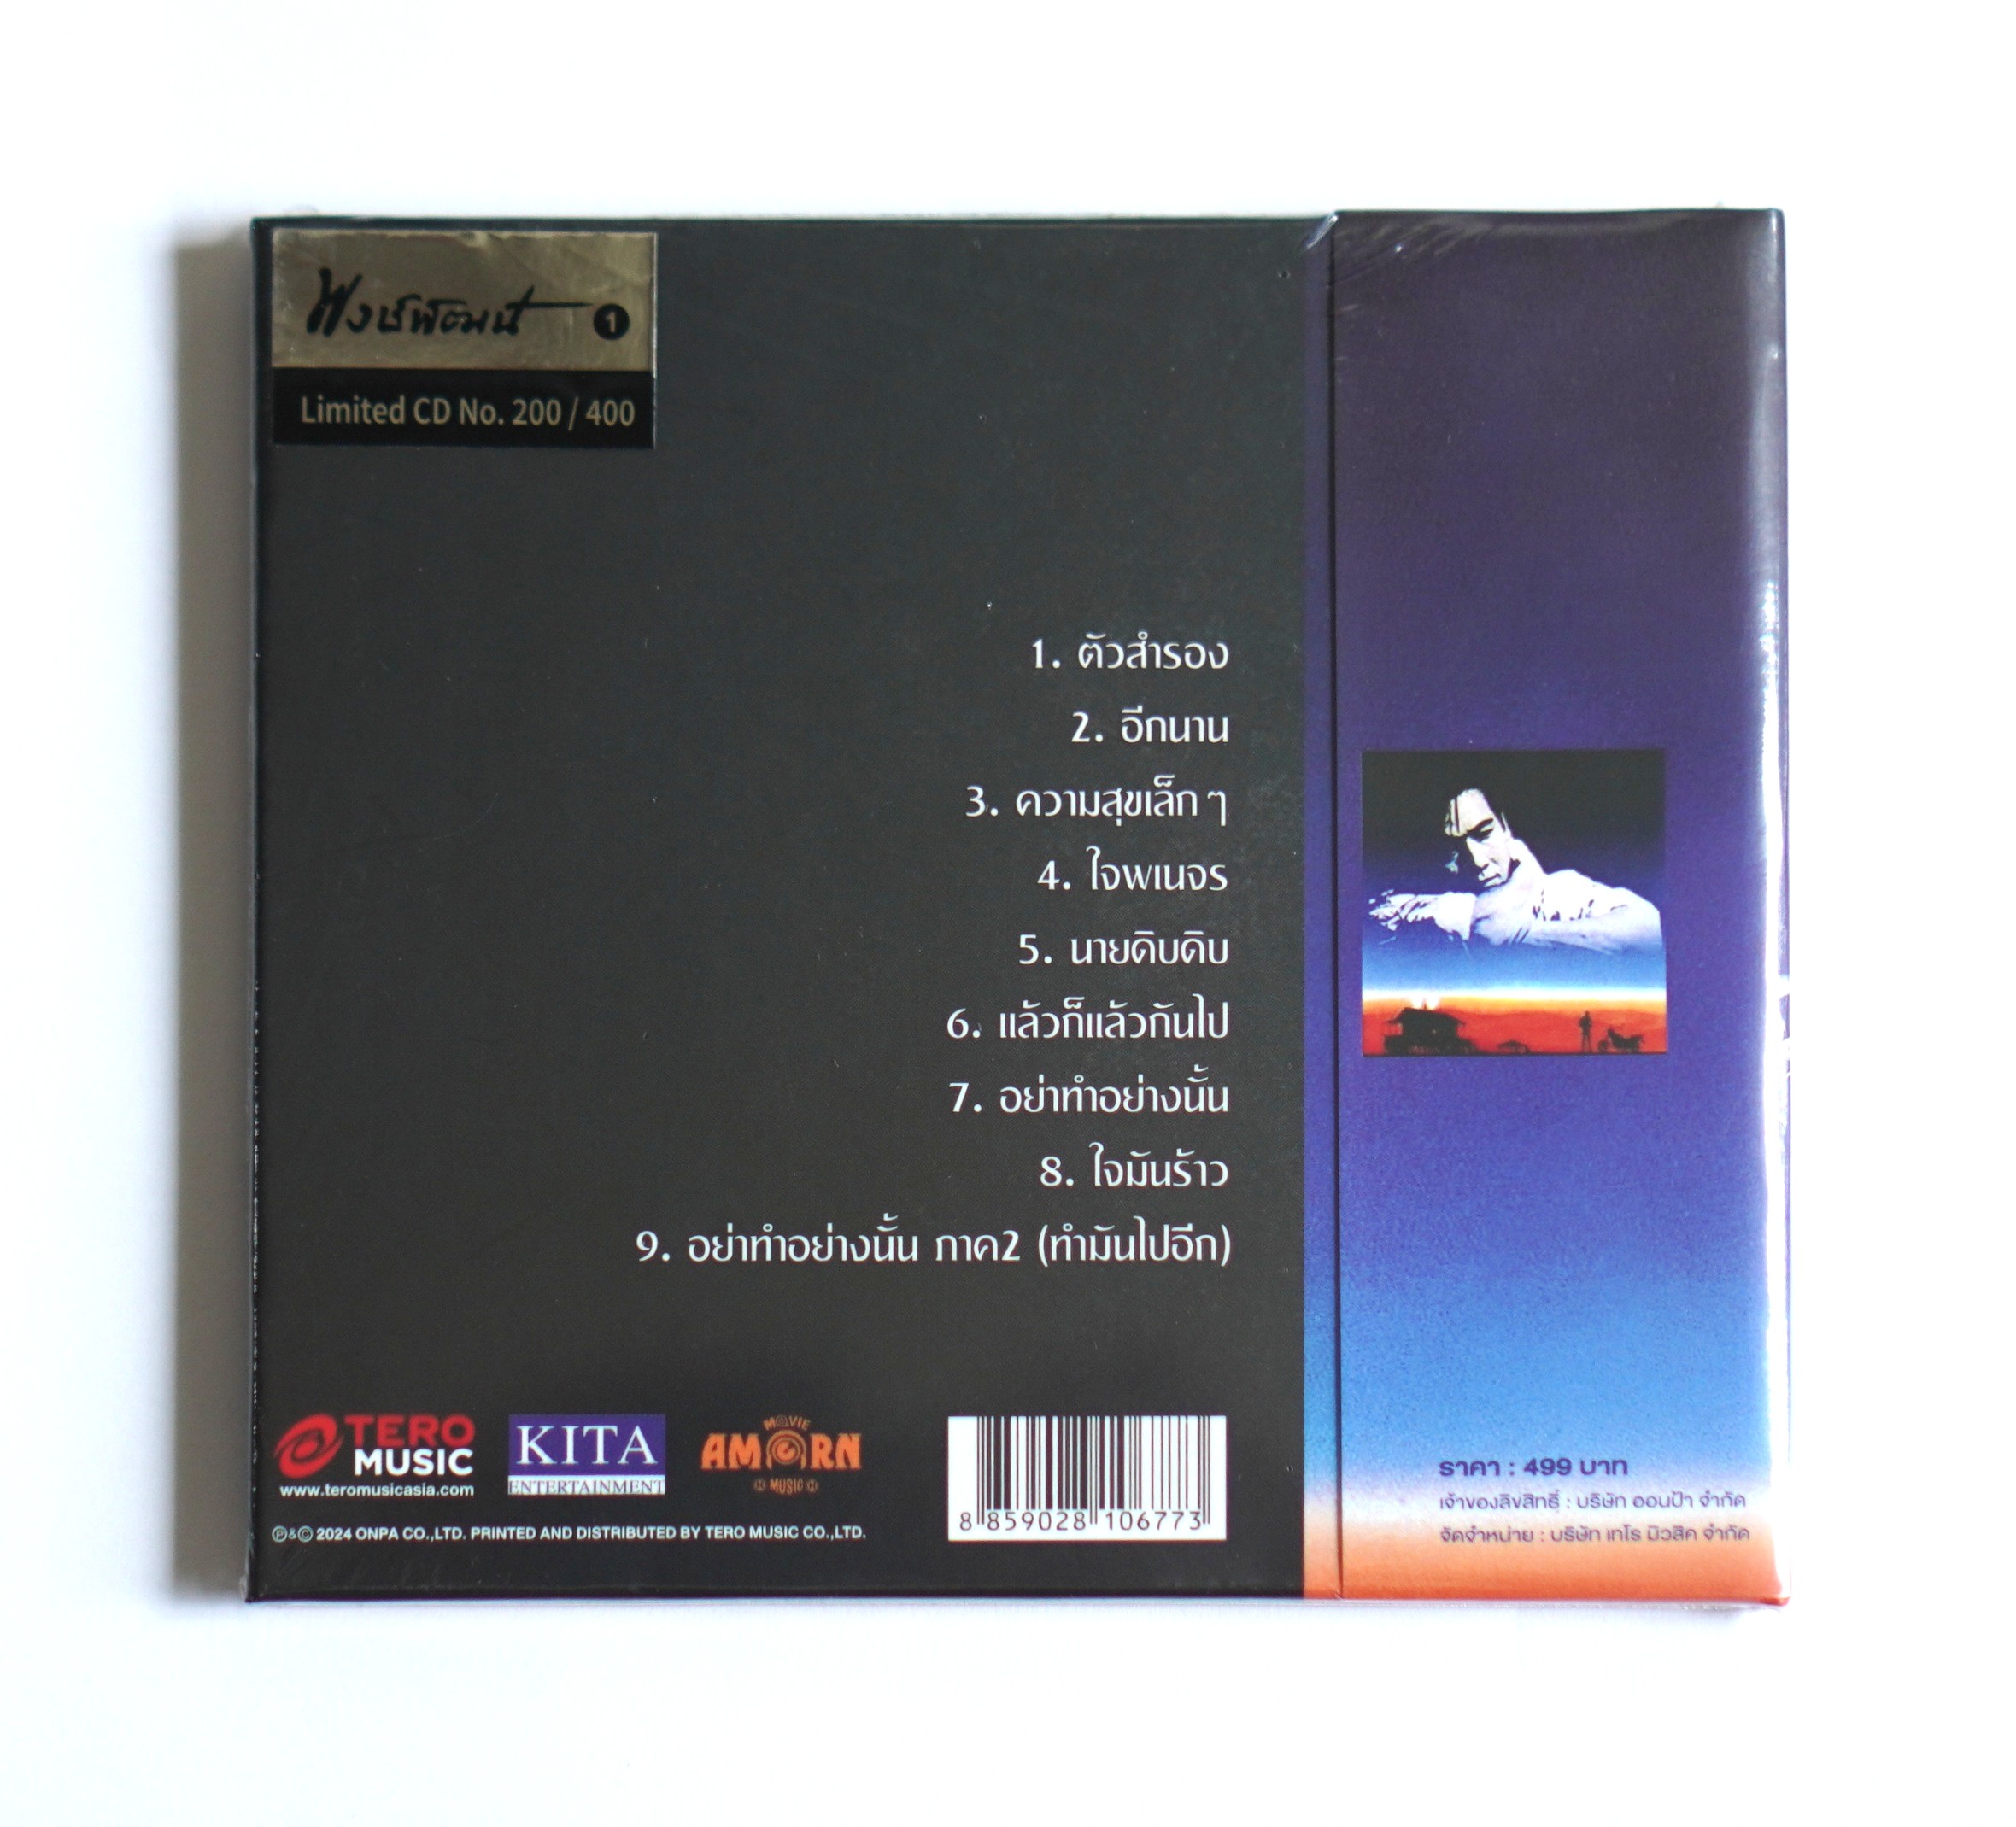 พงษ์พัฒน์ 1
Limited CD No. 200 / 400
1. ตัวสำรอง
2. อีกนาน
3. ความสุขเล็ก ๆ
4. ใจพเนจร
5. นายดิบดิบ
6. แล้วก็แล้วกันไป
7. อย่าทำอย่างนั้น
8. ใจมันร้าว
9. อย่าทำอย่างนั้น ภาค2 (ทำมันไปอีก)
TERO
MUSIC
www.teromusicasia.com
KITA
ENTERTAINMENT
MOVIE
AMORN
MUSIC
Ⓟ&© 2024 ONPA CO.,LTD. PRINTED AND DISTRIBUTED BY TERO MUSIC CO.,LTD.
8 859028 106773
ราคา : 499 บาท
เจ้าของลิขสิทธิ์ : บริษัท ออนป้า จำกัด
จัดจำหน่าย : บริษัท เทโร มิวสิค จำกัด